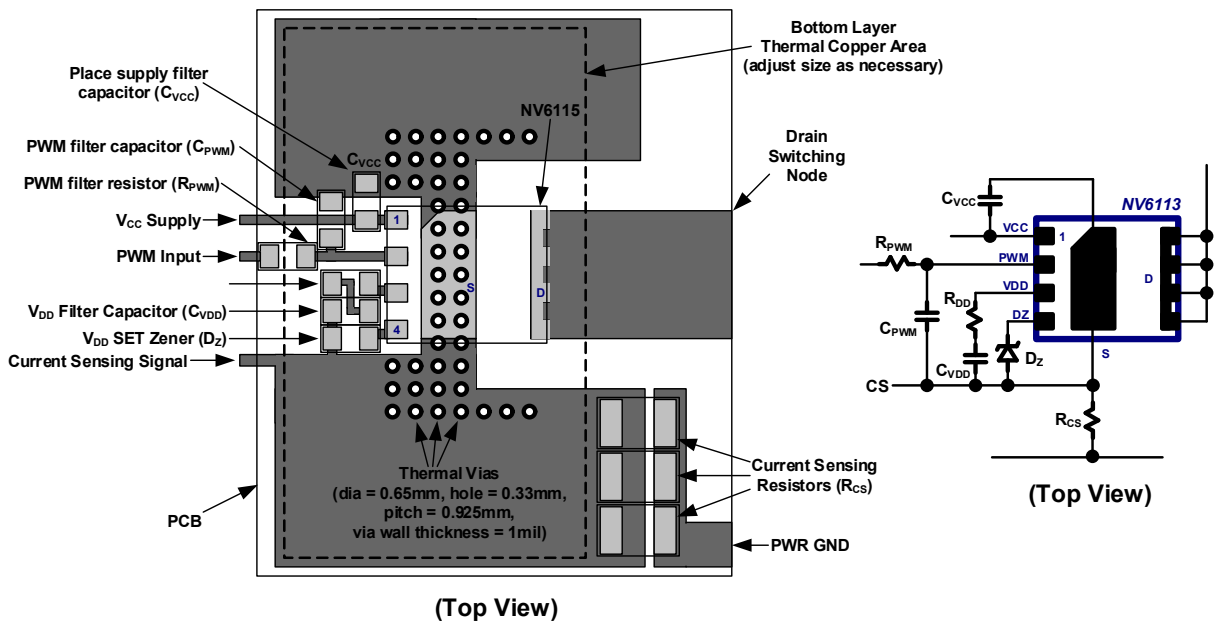 Bottom Layer
Thermal Copper Area
(adjust size as necessary)
Place supply filter
capacitor (CVCC)
NV6115
PWM filter capacitor (CPWM)
CVCC
Drain
Switching
Node
PWM filter resistor (RPWM)
VCC Supply
1
PWM Input
S
D
VDD Filter Capacitor (CVDD)
VDD SET Zener (DZ)
4
Current Sensing Signal
Thermal Vias
(dia = 0.65mm, hole = 0.33mm,
pitch = 0.925mm,
via wall thickness = 1mil)
Current Sensing
Resistors (RCS)
PCB
PWR GND
(Top View)
CVCC
NV6113
VCC
1
RPWM
PWM
VDD
D
RDD
DZ
CPWM
DZ
S
CVDD
CS
RCS
(Top View)